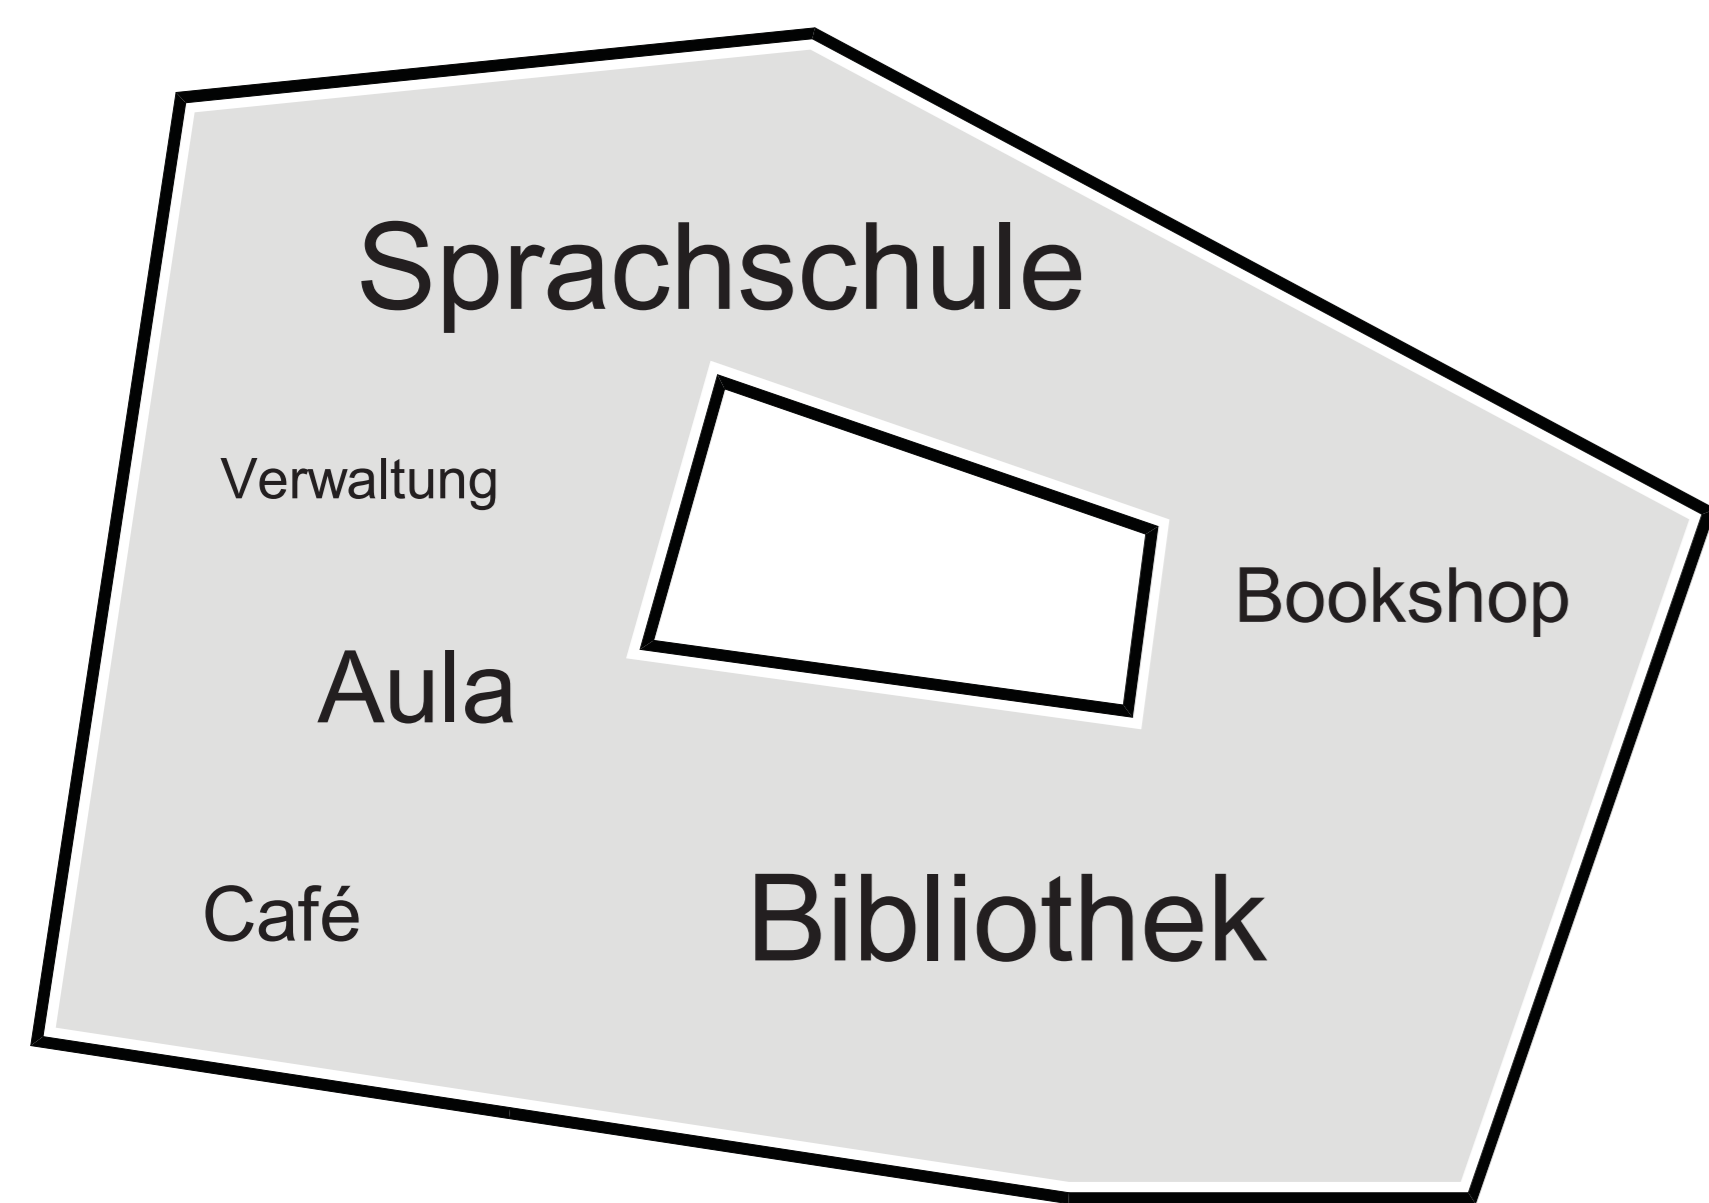 Sprachschule
Verwaltung
Bookshop
Aula
Café
Bibliothek